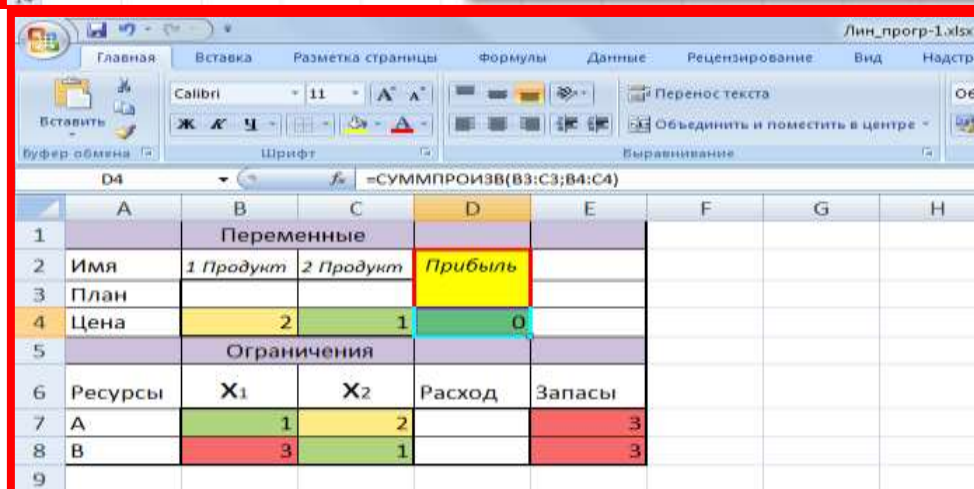 Лин_прогр-1.xlsx
Главная Вставка Разметка страницы Формулы Данные Рецензирование Вид Надстр
Calibri 11 А А Перенос текста Об
Вставить Ж К Ч А Объединить и поместить в центре
Буфер обмена Шрифт Выравнивание
D4 fx =СУММПРОИЗВ(B3:C3;B4:C4)
A B C D E F G H
1 Переменные
2 Имя 1 Продукт 2 Продукт Прибыль
3 План
4 Цена 2 1 0
5 Ограничения
6 Ресурсы X1 X2 Расход Запасы
7 А 1 2 3
8 В 3 1 3
9